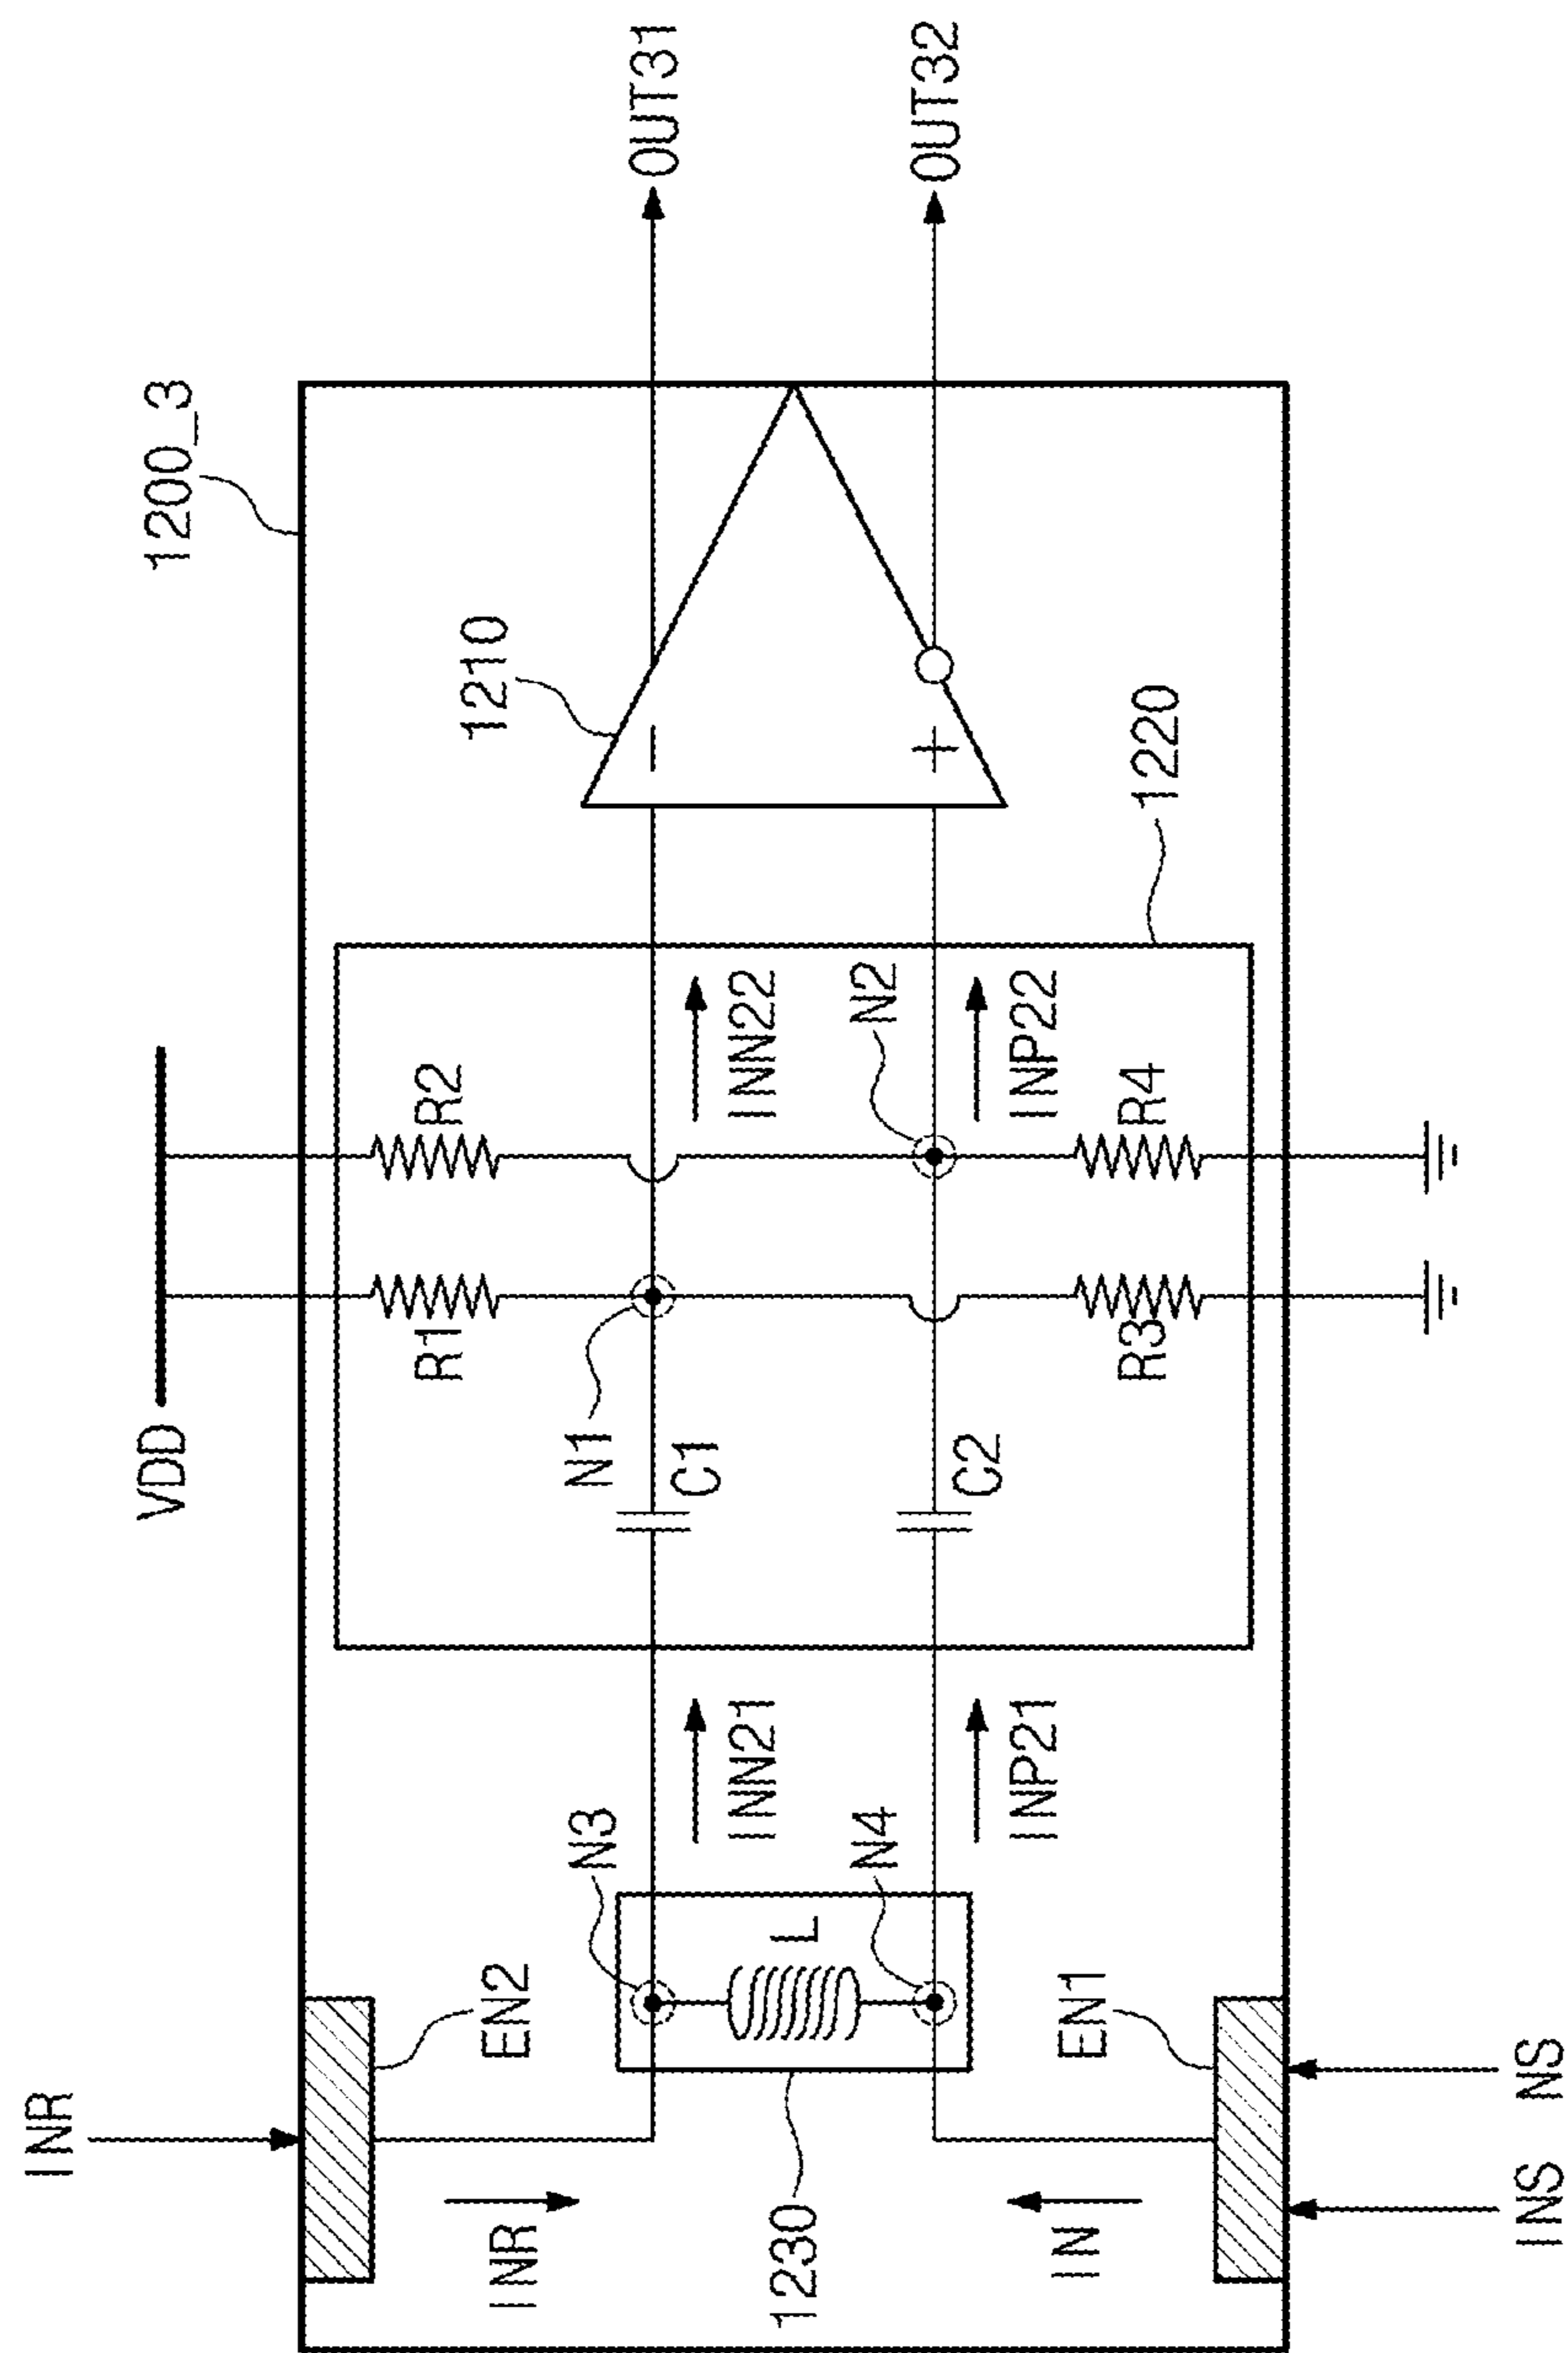 1200_3
VDD
INR
EN2
R1
R2
1210
OUT31
INR
N3
INN21
N1
C1
INN22
-
1230
L
N4
INP21
C2
N2
INP22
+
OUT32
IN
EN1
R3
R4
1220
INS
NS